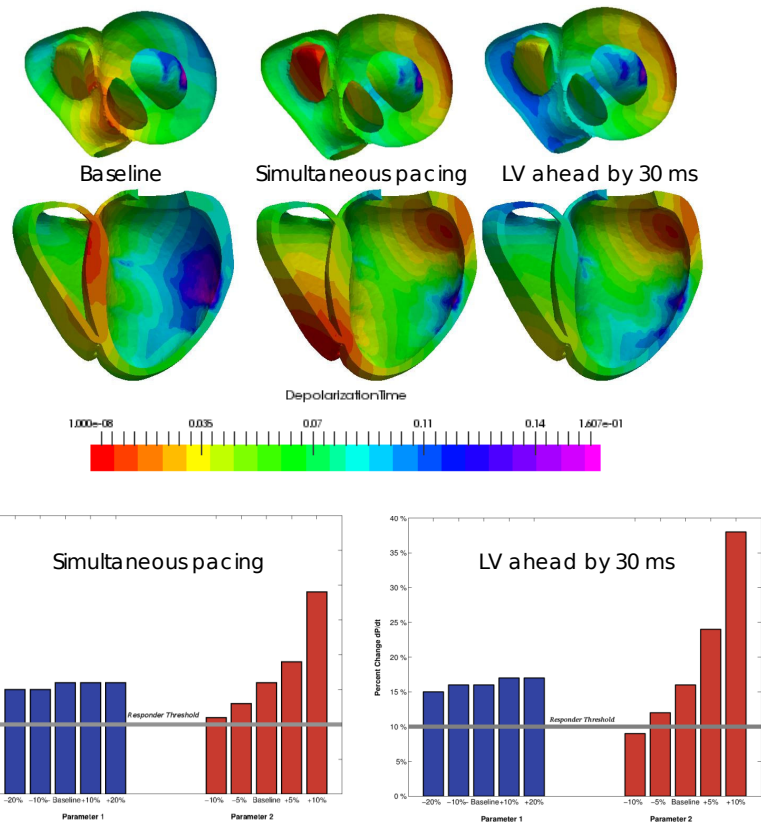 Baseline Simultaneous pacing LV ahead by 30 ms
DepolarizationTime
1.000e-08 0.035 0.07 0.11 0.14 1.607e-01
Simultaneous pacing
Responder Threshold
-20% -10% Baseline +10% +20% -10% -5% Baseline +5% +10%
Parameter 1 Parameter 2
LV ahead by 30 ms
Percent Change dP/dt
40 %
35%
30%
25%
20%
15%
10%
5%
0 %
Responder Threshold
-20% -10% Baseline +10% +20% -10% -5% Baseline +5% +10%
Parameter 1 Parameter 2